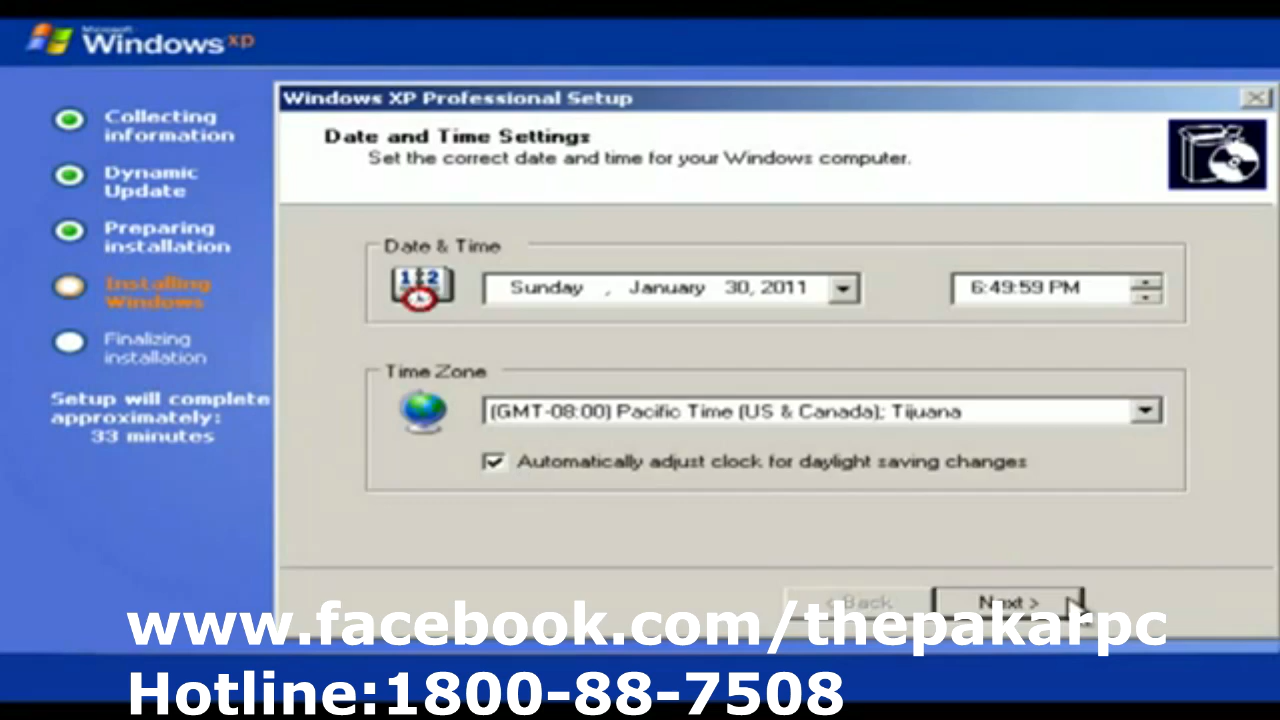 Microsoft
Windows xp
Windows XP Professional Setup
Date and Time Settings
Set the correct date and time for your Windows computer.
Collecting
information
Dynamic
Update
Preparing
installation
Installing
Windows
Finalizing
installation
Setup will complete
approximately:
33 minutes
Date & Time
12
Sunday , January 30, 2011
6:49:59 PM
Time Zone
(GMT-08:00) Pacific Time (US & Canada); Tijuana
Automatically adjust clock for daylight saving changes
< Back
Next >
www.facebook.com/thepakarpc
Hotline:1800-88-7508